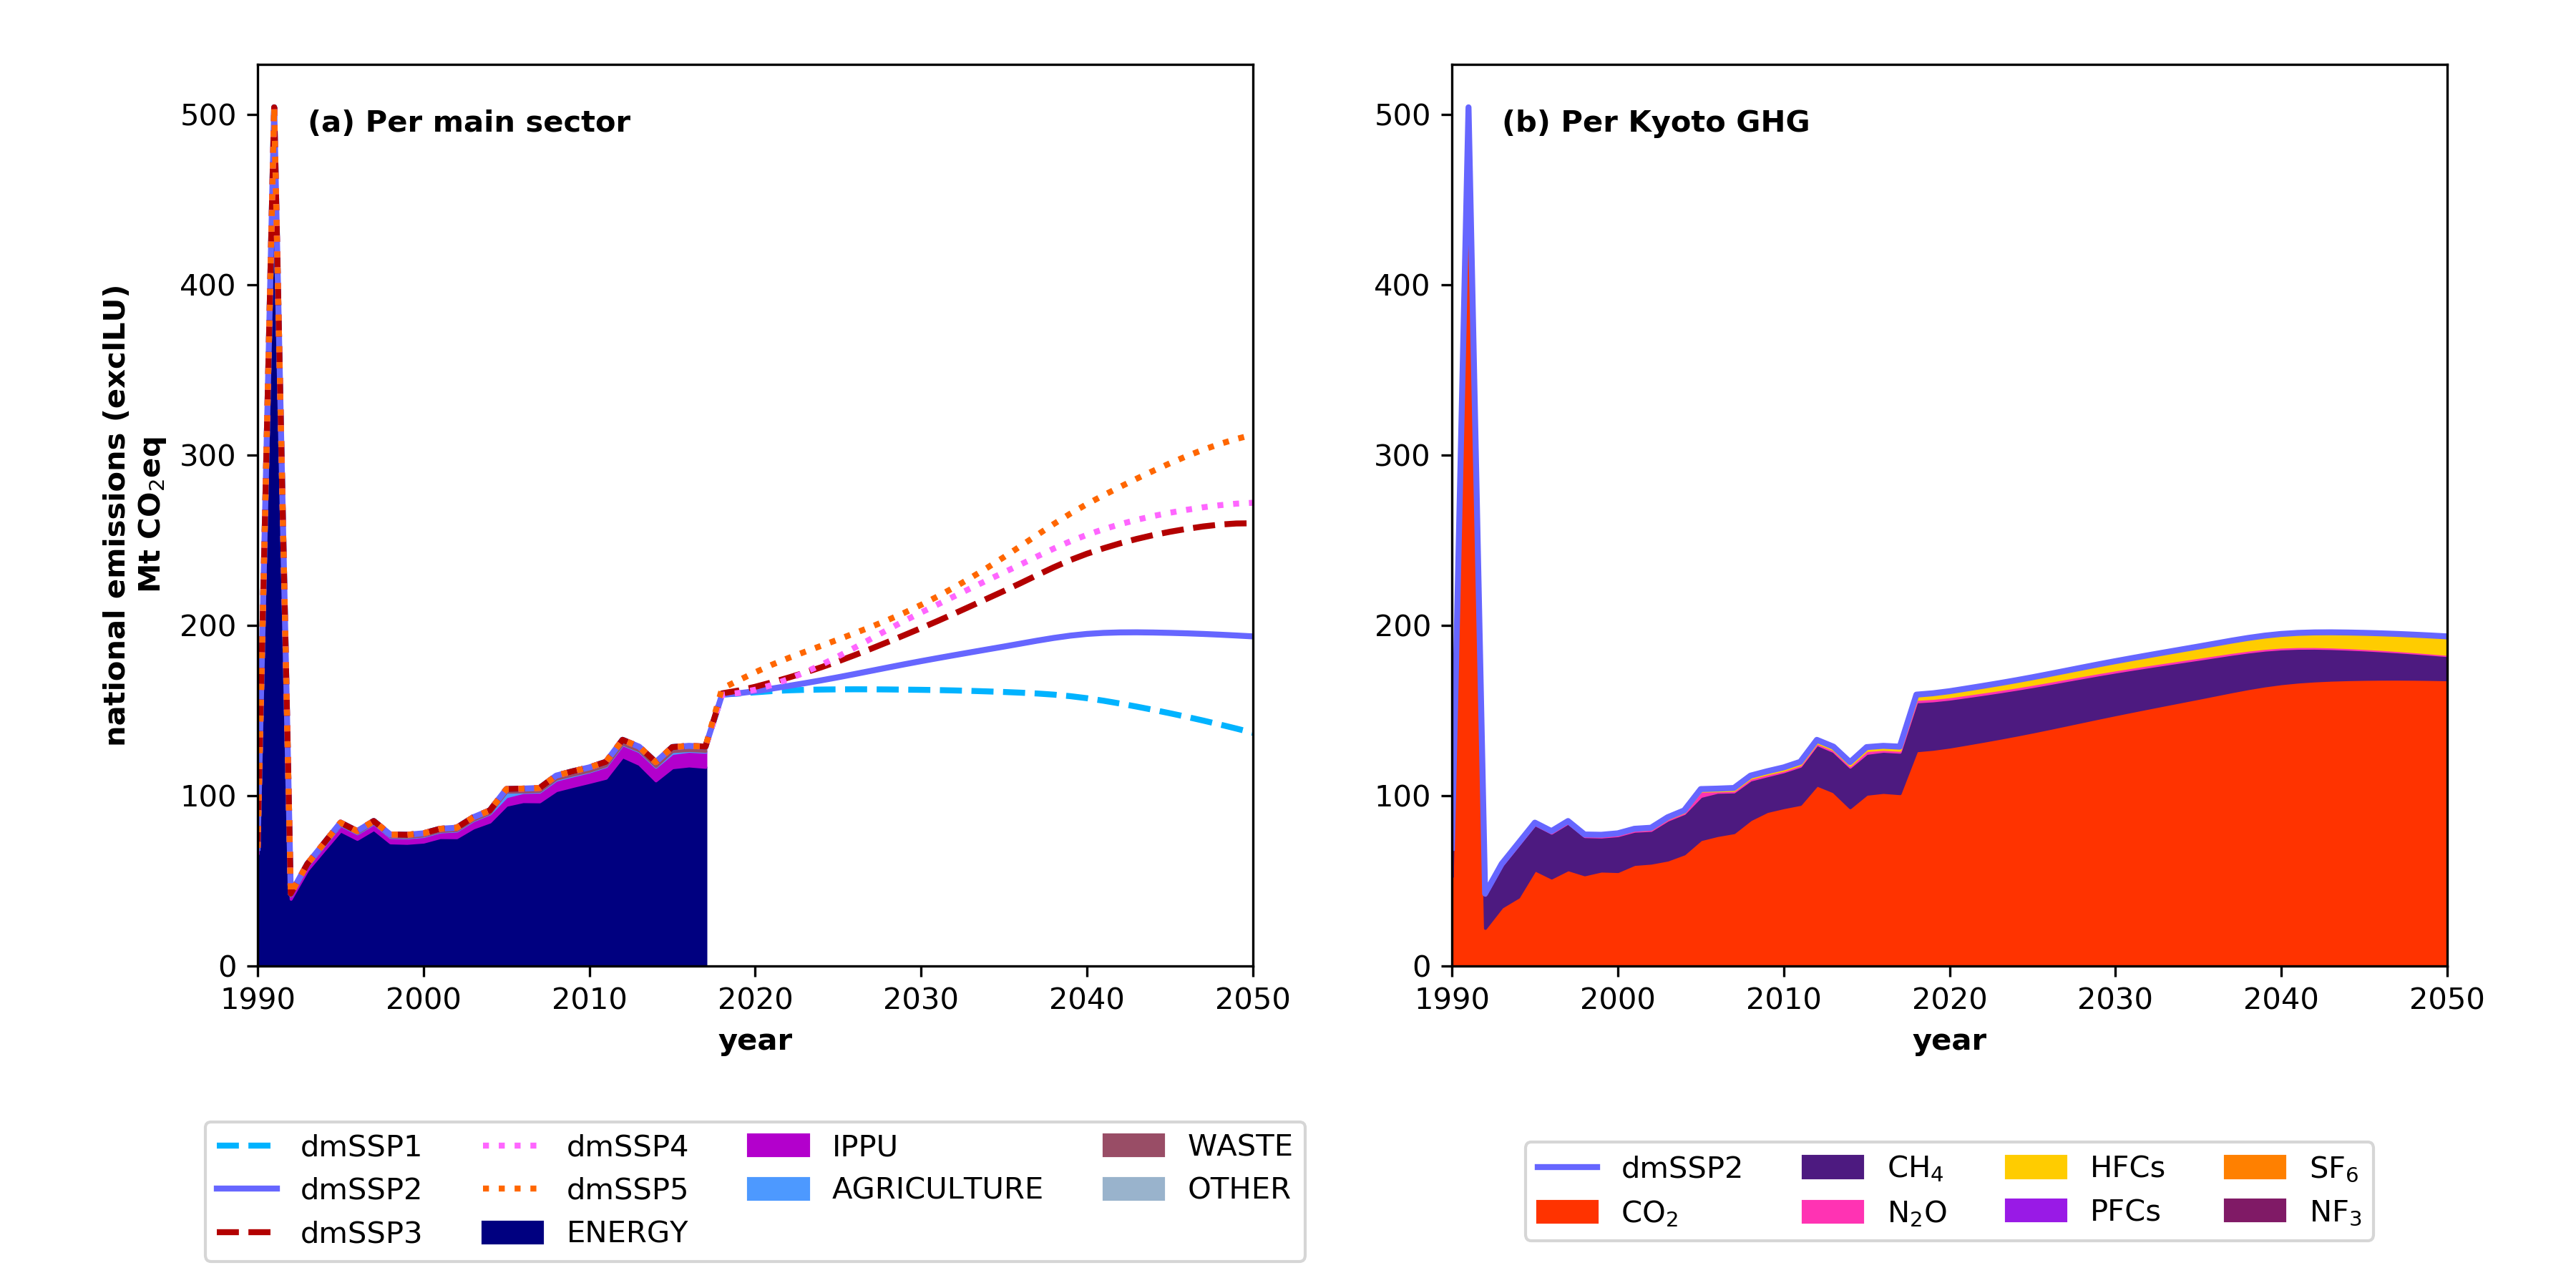 (a) Per main sector
national emissions (exclLU)
Mt CO₂eq
500
400
300
200
100
0
1990 2000 2010 2020 2030 2040 2050
year
dmSSP1 dmSSP4 IPPU WASTE
dmSSP2 dmSSP5 AGRICULTURE OTHER
dmSSP3 ENERGY
(b) Per Kyoto GHG
500
400
300
200
100
0
1990 2000 2010 2020 2030 2040 2050
year
dmSSP2 CH₄ HFCs SF₆
CO₂ N₂O PFCs NF₃